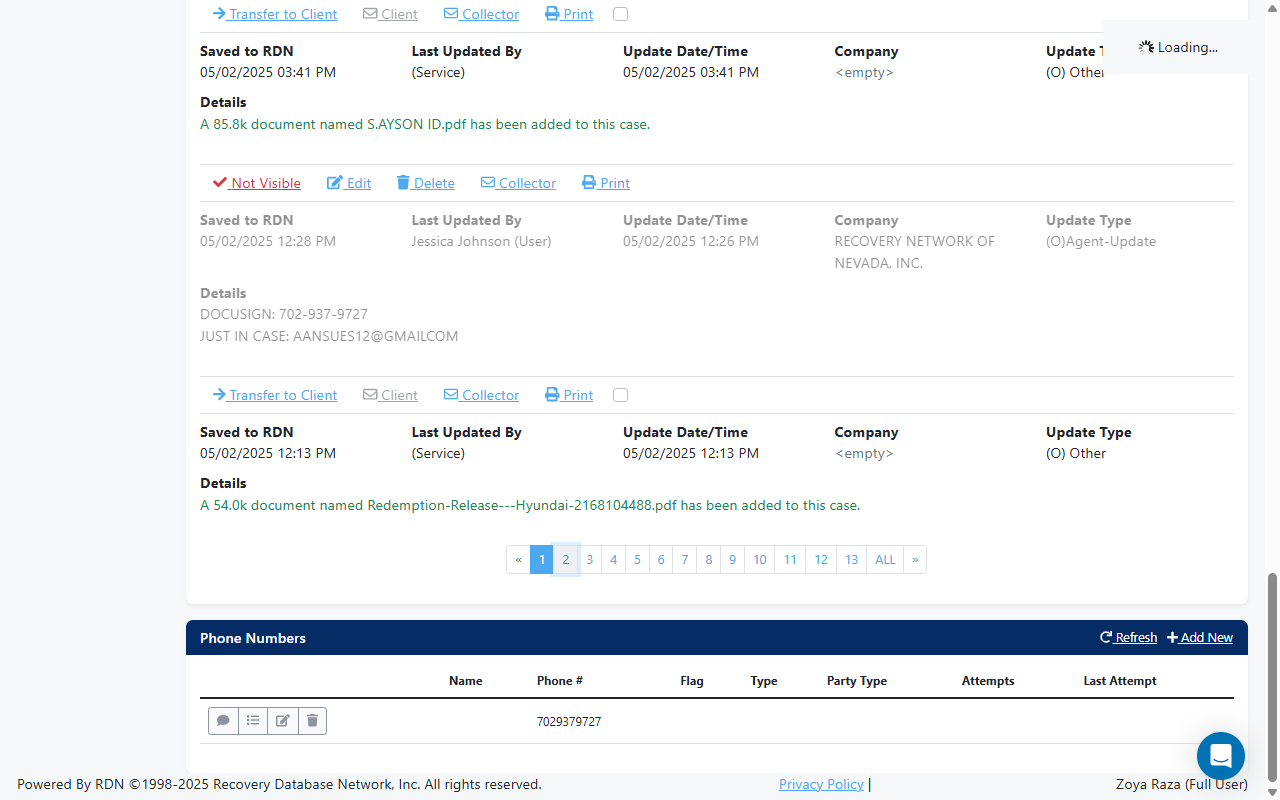 Transfer to Client Client Collector Print
Loading...
Saved to RDN Last Updated By Update Date/Time Company Update T
05/02/2025 03:41 PM (Service) 05/02/2025 03:41 PM <empty> (O) Other
Details
A 85.8k document named S.AYSON ID.pdf has been added to this case.
Not Visible Edit Delete Collector Print
Saved to RDN Last Updated By Update Date/Time Company Update Type
05/02/2025 12:28 PM Jessica Johnson (User) 05/02/2025 12:26 PM RECOVERY NETWORK OF (O)Agent-Update
NEVADA, INC.
Details
DOCUSIGN: 702-937-9727
JUST IN CASE: AANSUES12@GMAILCOM
Transfer to Client Client Collector Print
Saved to RDN Last Updated By Update Date/Time Company Update Type
05/02/2025 12:13 PM (Service) 05/02/2025 12:13 PM <empty> (O) Other
Details
A 54.0k document named Redemption-Release---Hyundai-2168104488.pdf has been added to this case.
« 1 2 3 4 5 6 7 8 9 10 11 12 13 ALL »
Phone Numbers Refresh Add New
Name Phone # Flag Type Party Type Attempts Last Attempt
7029379727
Powered By RDN ©1998-2025 Recovery Database Network, Inc. All rights reserved. Privacy Policy | Zoya Raza (Full User)